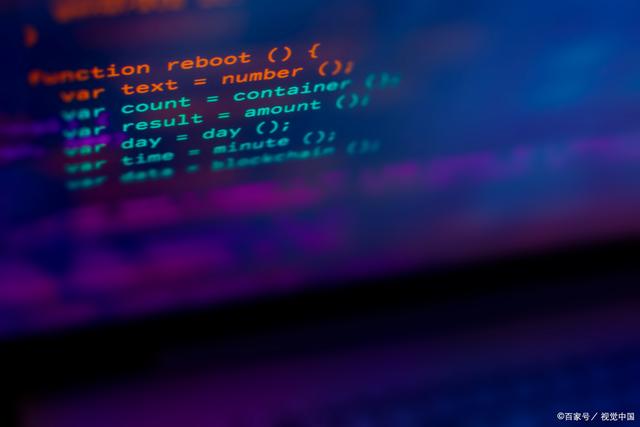 }
function reboot () {
var text = number ();
var count = container ();
var result = amount ();
var day = day ();
var time = minute ();
var data = blockchain ();
©百家号／视觉中国